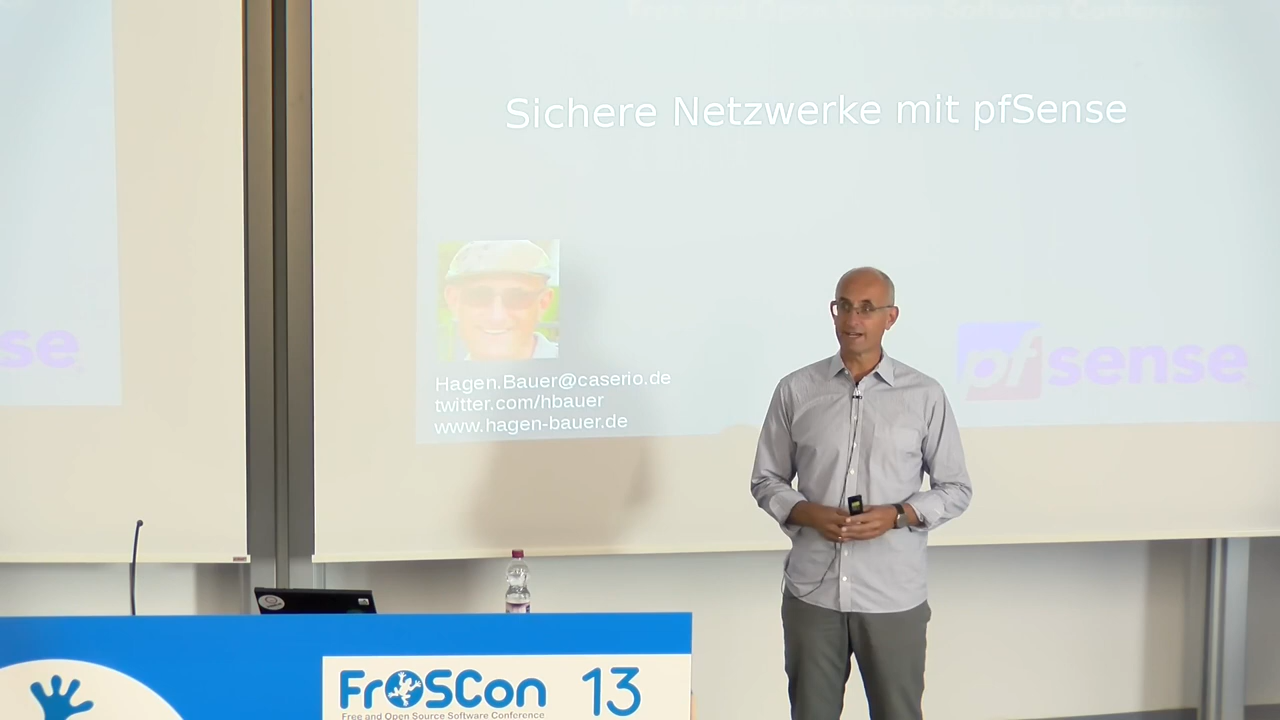 Sichere Netzwerke mit pfSense
Hagen.Bauer@caserio.de
twitter.com/hbauer
www.hagen-bauer.de
pfsense
se
FrOSCon 13
Free and Open Source Software Conference